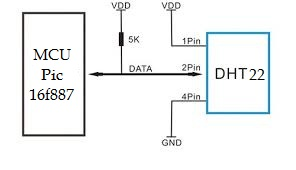 VDD
VDD
5K
1Pin
MCU
Pic
16f887
DATA
2Pin
DHT22
4Pin
GND